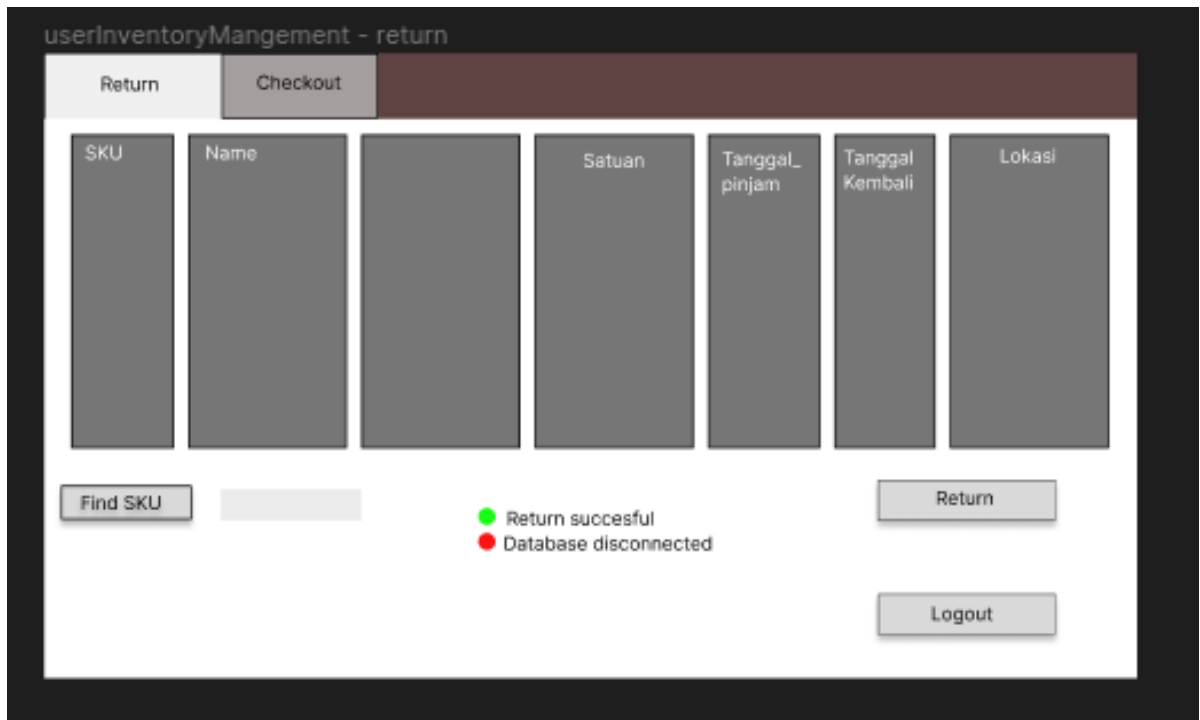 userInventoryMangement - return
Return
Checkout
SKU
Name
Satuan
Tanggal_
pinjam
Tanggal
Kembali
Lokasi
Find SKU
Return succesful
Database disconnected
Return
Logout